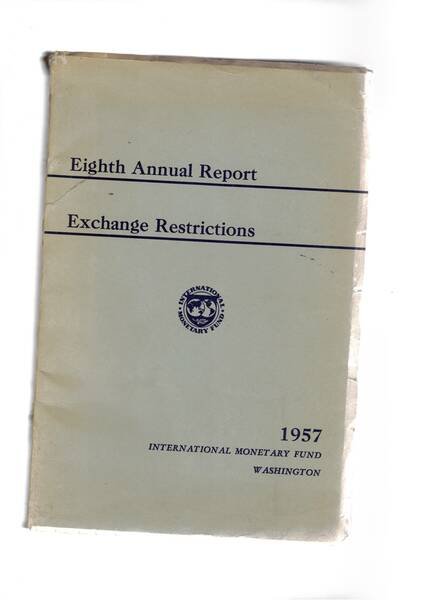 Eighth Annual Report
Exchange Restrictions
INTERNATIONAL
MONETARY FUND
1957
INTERNATIONAL MONETARY FUND
WASHINGTON